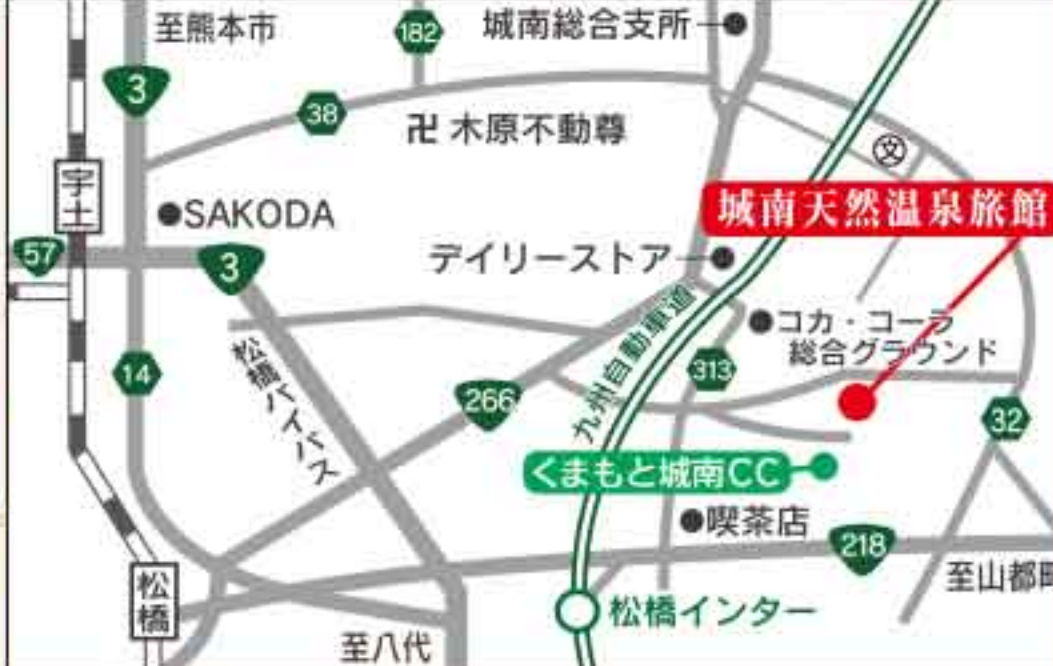 至熊本市
182
城南総合支所
3
38
卍 木原不動尊
文
宇土
SAKODA
城南天然温泉旅館
57
3
デイリーストア
九州自動車道
コカ・コーラ
総合グラウンド
松橋バイパス
14
313
266
32
くまもと城南CC
喫茶店
218
至山都町
松橋
松橋インター
至八代